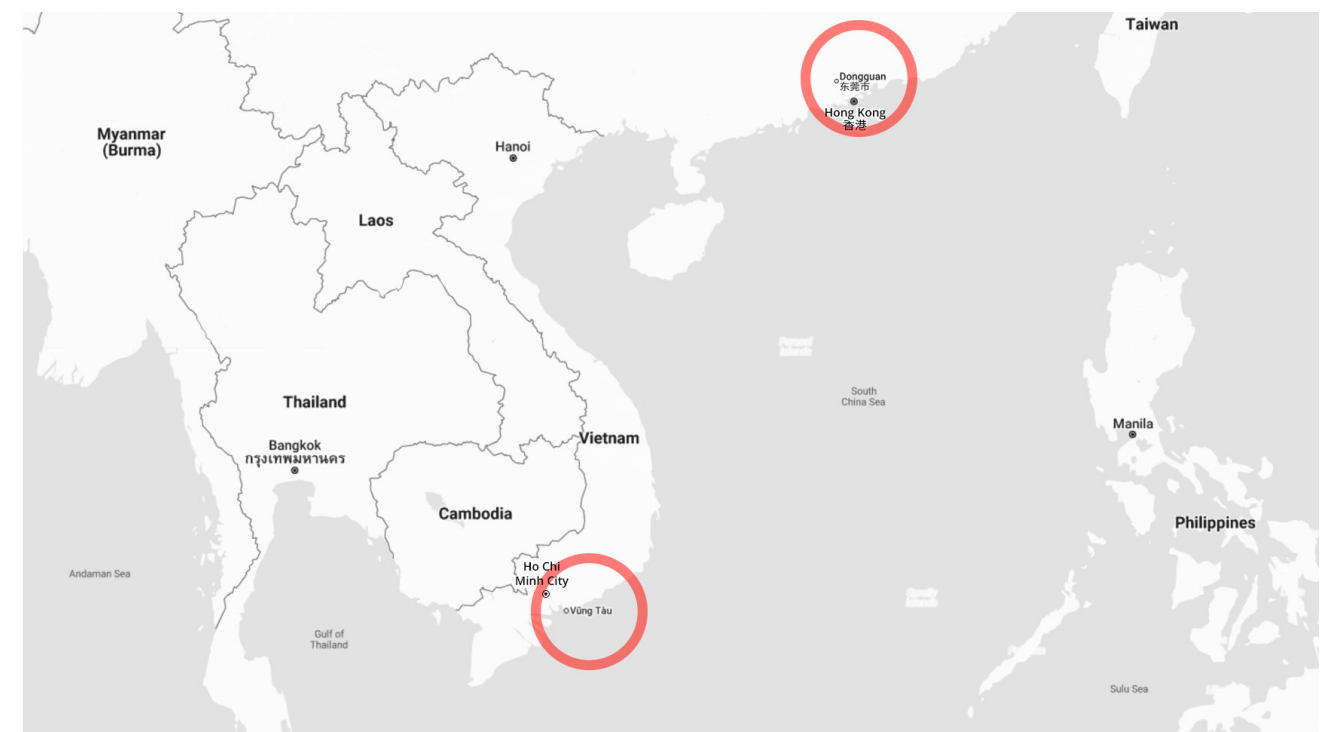 Taiwan
Dongguan
东莞市
Hong Kong
香港
Myanmar
(Burma)
Hanoi
Laos
South
China Sea
Thailand
Manila
Vietnam
Bangkok
กรุงเทพมหานคร
Cambodia
Philippines
Ho Chi
Minh City
Andaman Sea
Vũng Tàu
Gulf of
Thailand
Sulu Sea